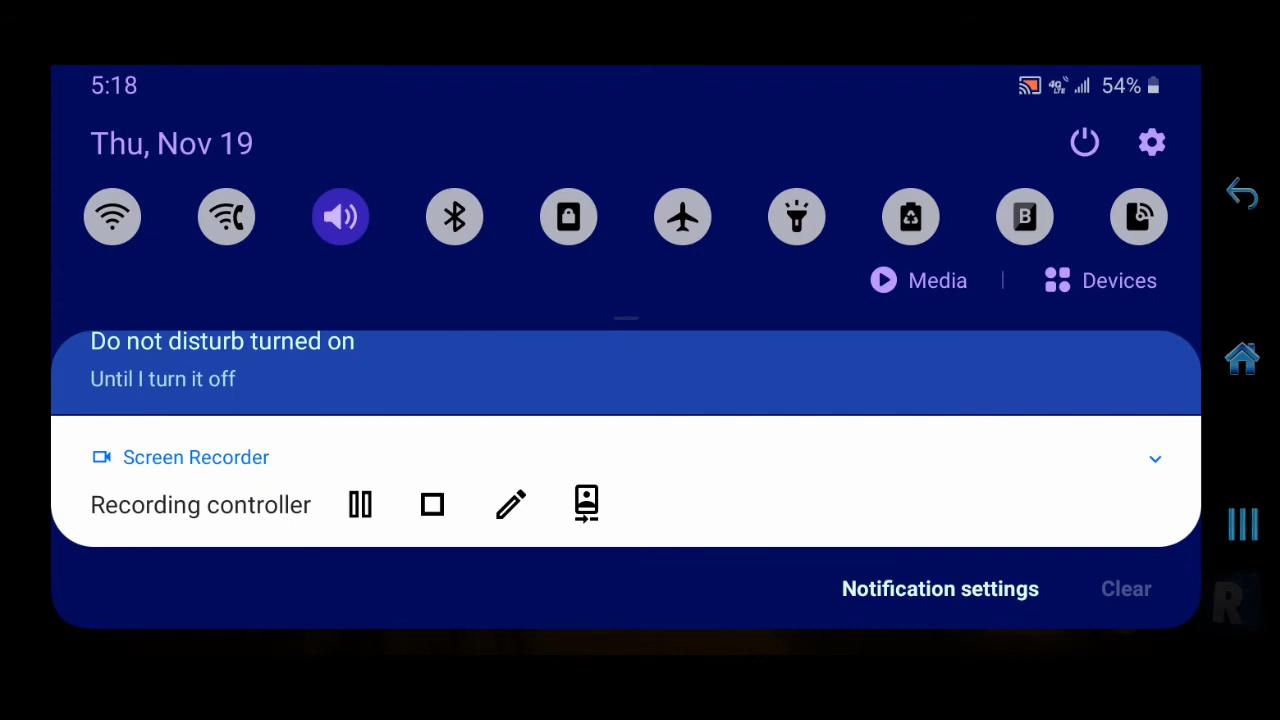 5:18
54%
Thu, Nov 19
B
Media | Devices
Do not disturb turned on
Until I turn it off
Screen Recorder
Recording controller
Notification settings
Clear
R